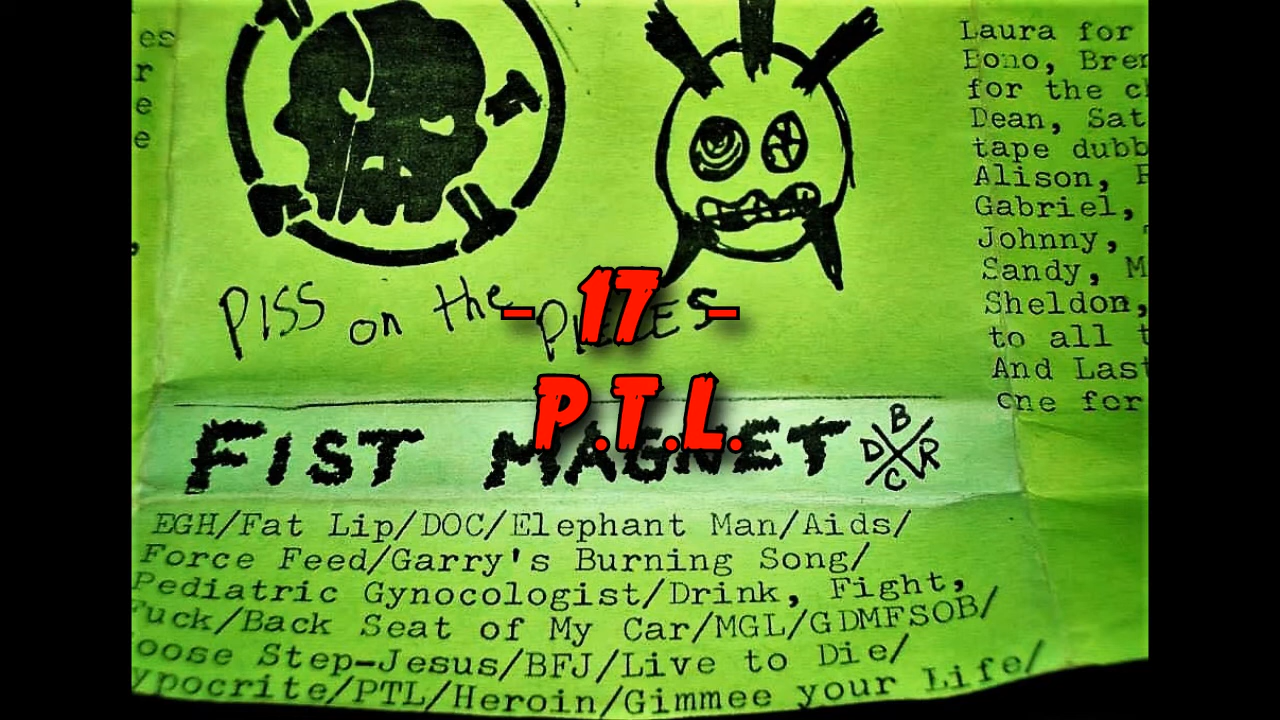 es
r
e
e
Laura for
Bono, Bren
for the c
Dean, Sat
tape dubb
Alison,
Gabriel,
Johnny,
Sandy, M
Sheldon,
to all t
And Last
one for
PISS on the PIECES
- 17 -
P.T.L.
FIST MAGNET
B
D R
C
EGH/Fat Lip/DOC/Elephant Man/Aids/
Force Feed/Garry's Burning Song/
Pediatric Gynocologist/Drink, Fight,
Fuck/Back Seat of My Car/MGL/GDMFSOB/
oose Step-Jesus/BFJ/Live to Die/
ypocrite/PTL/Heroin/Gimmee your Life/